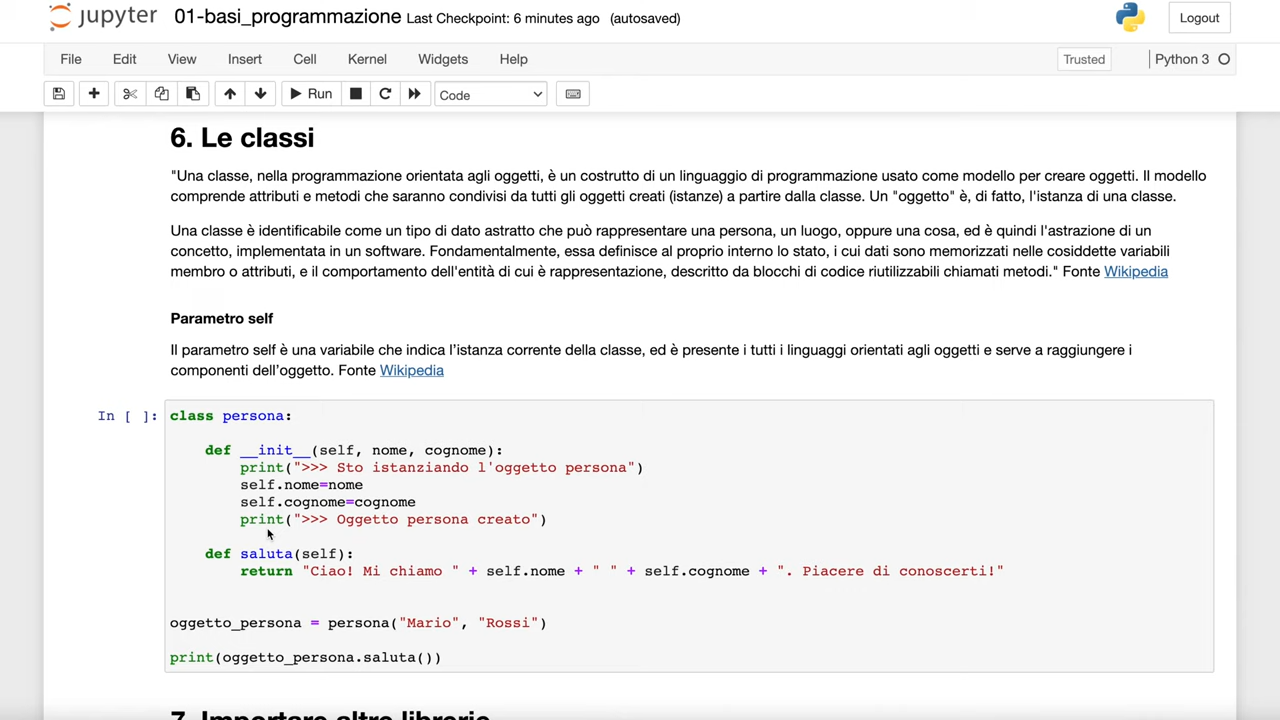 jupyter 01-basi_programmazione Last Checkpoint: 6 minutes ago (autosaved) Logout
File Edit View Insert Cell Kernel Widgets Help Trusted Python 3
Run Code
6. Le classi
"Una classe, nella programmazione orientata agli oggetti, è un costrutto di un linguaggio di programmazione usato come modello per creare oggetti. Il modello
comprende attributi e metodi che saranno condivisi da tutti gli oggetti creati (istanze) a partire dalla classe. Un "oggetto" è, di fatto, l'istanza di una classe.
Una classe è identificabile come un tipo di dato astratto che può rappresentare una persona, un luogo, oppure una cosa, ed è quindi l'astrazione di un
concetto, implementata in un software. Fondamentalmente, essa definisce al proprio interno lo stato, i cui dati sono memorizzati nelle cosiddette variabili
membro o attributi, e il comportamento dell'entità di cui è rappresentazione, descritto da blocchi di codice riutilizzabili chiamati metodi." Fonte Wikipedia
Parametro self
Il parametro self è una variabile che indica l'istanza corrente della classe, ed è presente i tutti i linguaggi orientati agli oggetti e serve a raggiungere i
componenti dell'oggetto. Fonte Wikipedia
In [ ]: class persona:
def __init__(self, nome, cognome):
print(">>> Sto istanziando l'oggetto persona")
self.nome=nome
self.cognome=cognome
print(">>> Oggetto persona creato")
def saluta(self):
return "Ciao! Mi chiamo " + self.nome + " " + self.cognome + ". Piacere di conoscerti!"
oggetto_persona = persona("Mario", "Rossi")
print(oggetto_persona.saluta())
7. Importare altre librerie